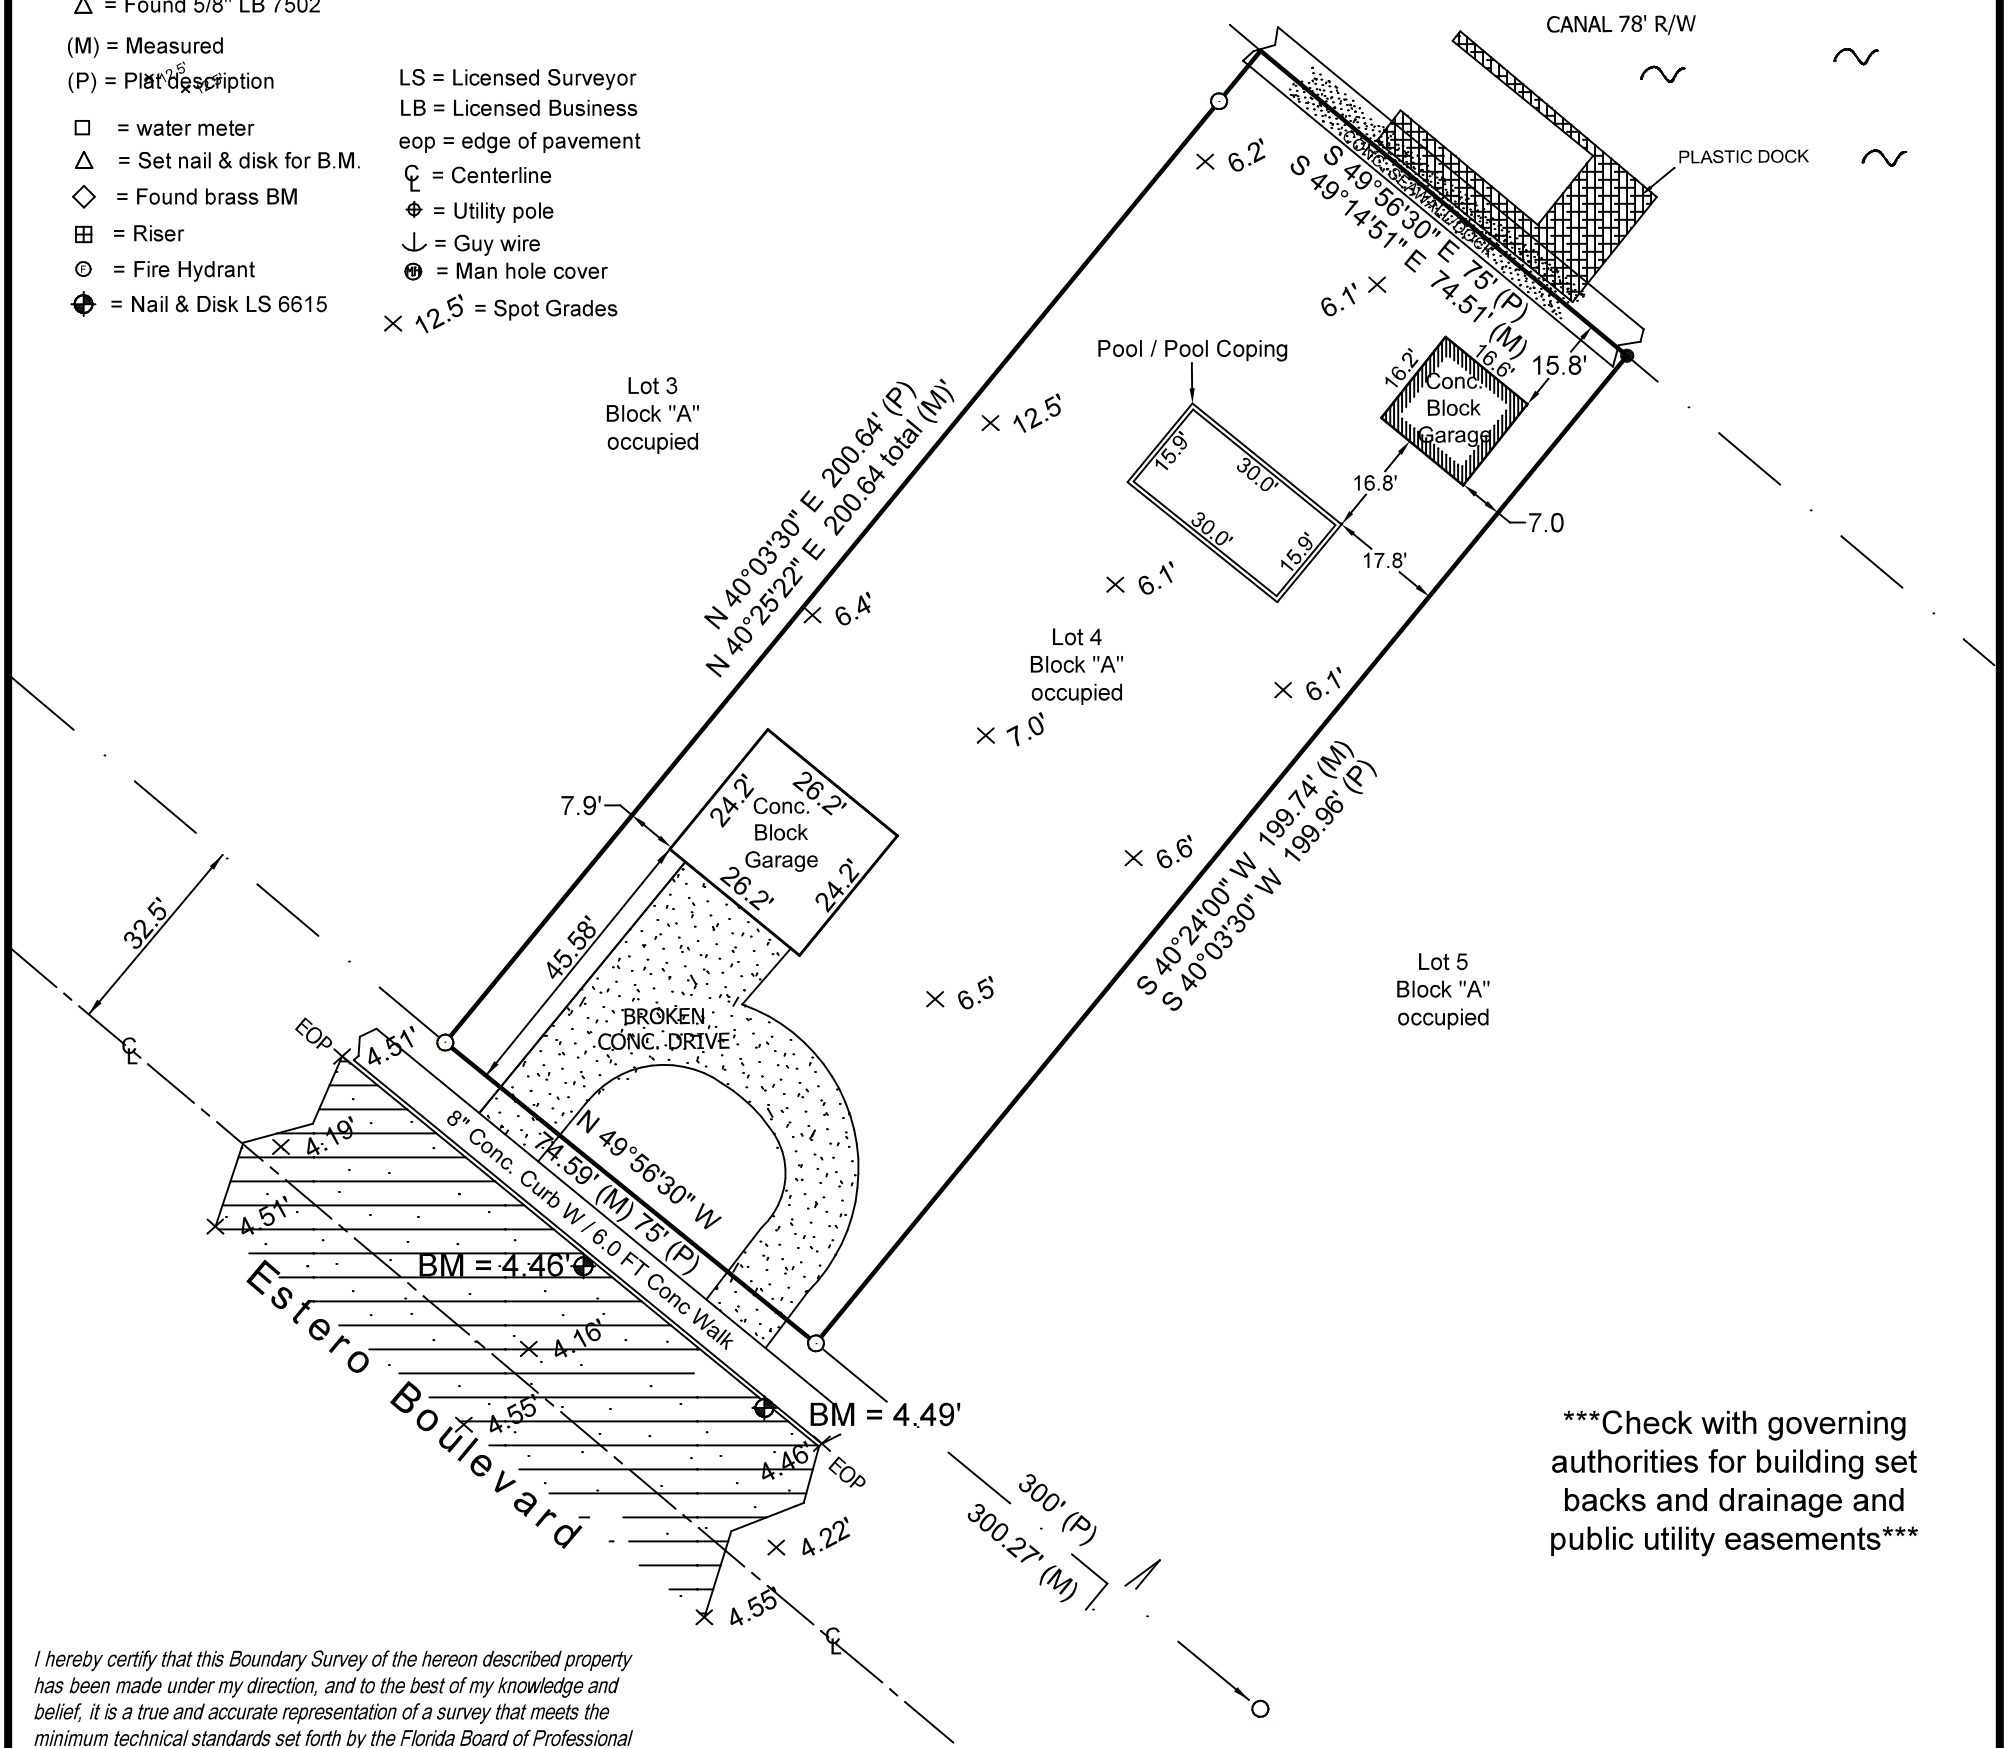 △ = Found 5/8" LB 7502
(M) = Measured
(P) = Plat description
× 12.5'
× 12.5'
□ = water meter
△ = Set nail & disk for B.M.
◇ = Found brass BM
⊞ = Riser
Ⓕ = Fire Hydrant
= Nail & Disk LS 6615
LS = Licensed Surveyor
LB = Licensed Business
eop = edge of pavement
℄ = Centerline
= Utility pole
= Guy wire
MH = Man hole cover
× 12.5' = Spot Grades
CANAL 78' R/W
PLASTIC DOCK
CONC. SEAWALL/DOCK
S 49°56'30" E 75' (P)
S 49°14'51" E 74.51' (M)
× 6.2'
6.1' ×
Pool / Pool Coping
16.2'
16.6'
15.8'
Conc.
Block
Garage
Lot 3
Block "A"
occupied
N 40°03'30" E 200.64' (P)
N 40°25'22" E 200.64 total (M)'
× 12.5'
15.9'
30.0'
30.0'
15.9'
16.8'
7.0
17.8'
× 6.1'
× 6.4'
Lot 4
Block "A"
occupied
× 6.1'
× 7.0'
7.9'
24.2'
26.2'
Conc.
Block
Garage
26.2'
24.2'
× 6.6'
S 40°24'00" W 199.74' (M)
S 40°03'30" W 199.96' (P)
32.5'
45.58'
× 6.5'
Lot 5
Block "A"
occupied
BROKEN
CONC. DRIVE
℄
EOP
4.51'
× 4.19'
× 4.51'
8" Conc. Curb W / 6.0 FT Conc Walk
N 49°56'30" W
74.59' (M) 75' (P)
BM = 4.46'
× 4.16'
× 4.55'
Estero Boulevard
BM = 4.49'
4.46'
EOP
× 4.22'
× 4.55'
℄
300' (P)
300.27' (M)
***Check with governing
authorities for building set
backs and drainage and
public utility easements***
I hereby certify that this Boundary Survey of the hereon described property
has been made under my direction, and to the best of my knowledge and
belief, it is a true and accurate representation of a survey that meets the
minimum technical standards set forth by the Florida Board of Professional